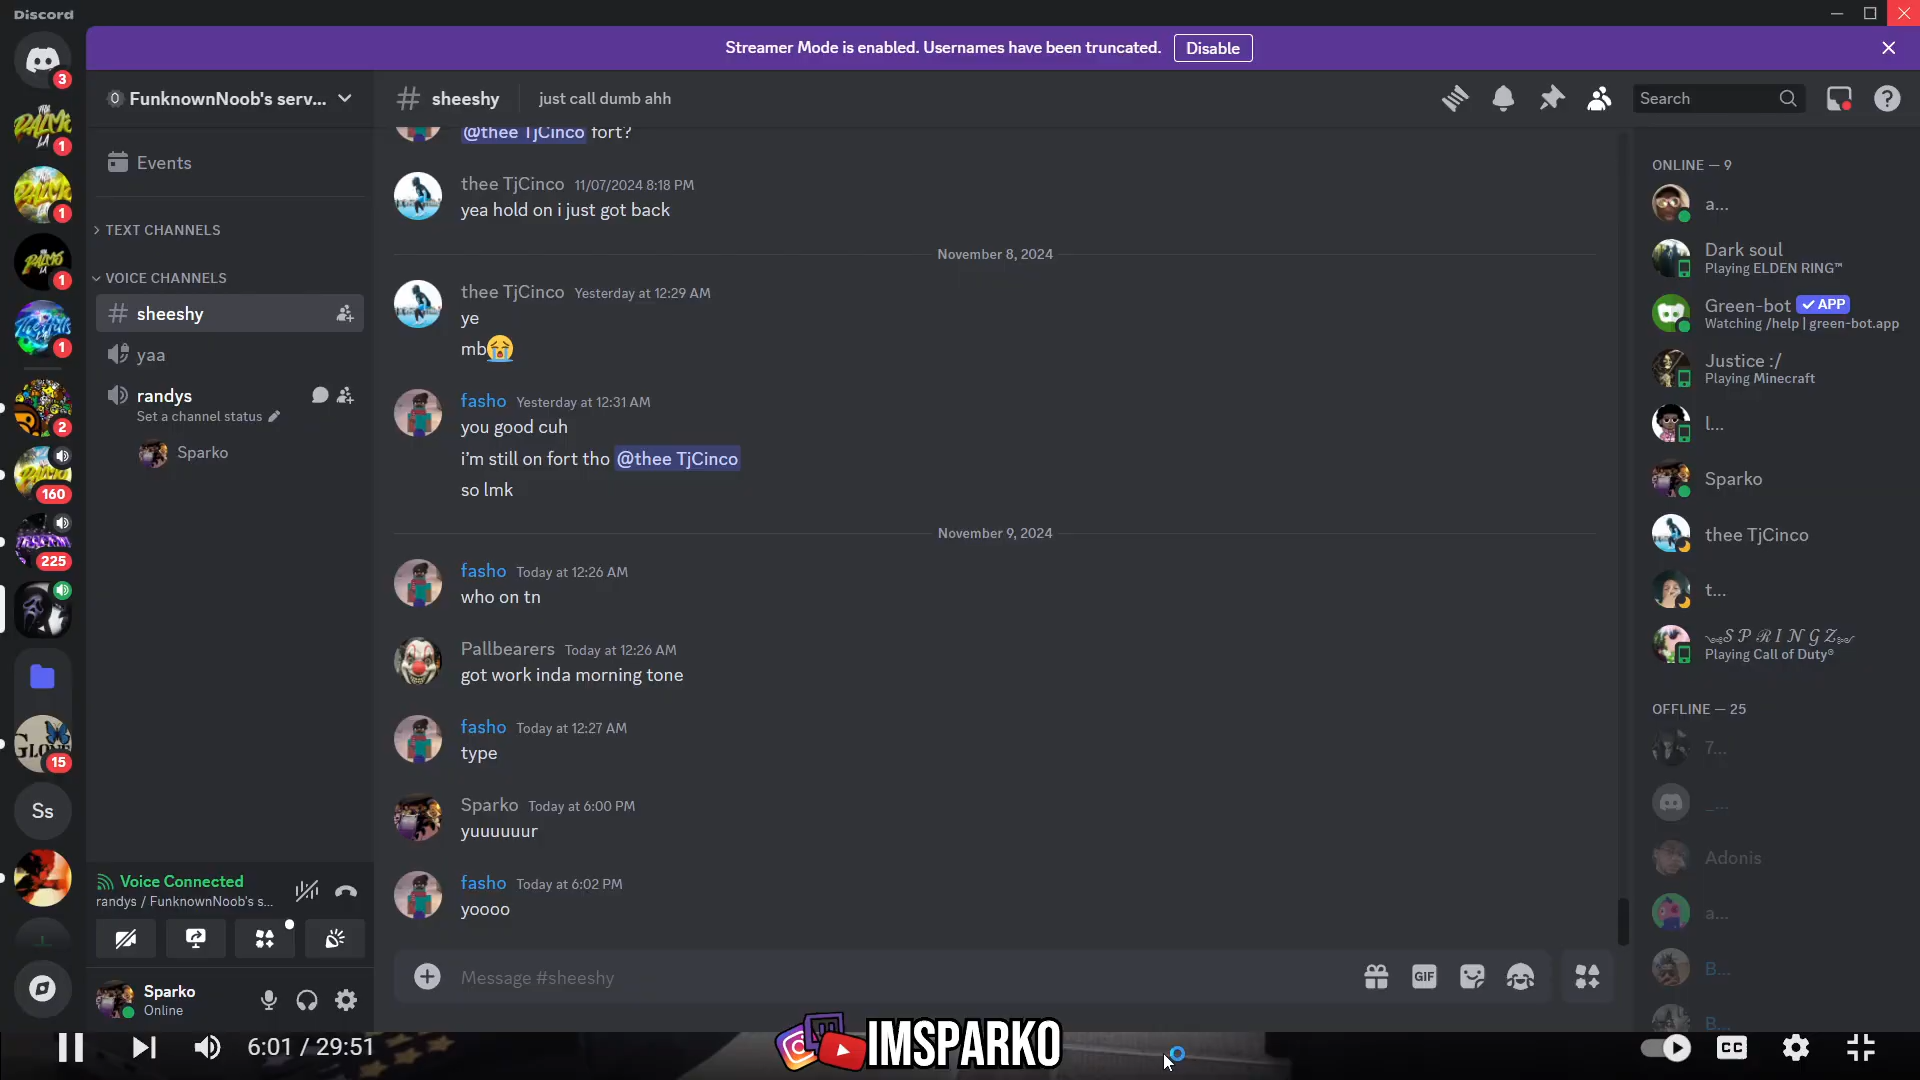 Discord
Streamer Mode is enabled. Usernames have been truncated.
Disable
3
1
1
1
1
2
160
225
15
Ss
FunknownNoob's serv...
Events
TEXT CHANNELS
VOICE CHANNELS
sheeshy
yaa
randys
Set a channel status
Sparko
Voice Connected
randys / FunknownNoob's s...
Sparko
Online
sheeshy
just call dumb ahh
Search
@thee TjCinco fort?
thee TjCinco 11/07/2024 8:18 PM
yea hold on i just got back
November 8, 2024
thee TjCinco Yesterday at 12:29 AM
ye
mb😭
fasho Yesterday at 12:31 AM
you good cuh
i'm still on fort tho @thee TjCinco
so lmk
November 9, 2024
fasho Today at 12:26 AM
who on tn
Pallbearers Today at 12:26 AM
got work inda morning tone
fasho Today at 12:27 AM
type
Sparko Today at 6:00 PM
yuuuuuur
fasho Today at 6:02 PM
yoooo
Message #sheeshy
GIF
ONLINE — 9
a...
Dark soul
Playing ELDEN RING™
Green-bot ✓ APP
Watching /help | green-bot.app
Justice :/
Playing Minecraft
l...
Sparko
thee TjCinco
t...
𝓢 𝓟 𝓡 𝓘 𝓝 𝓖 𝓩
Playing Call of Duty®
OFFLINE — 25
7...
_...
Adonis
a...
B...
B...
6:01 / 29:51
IMSPARKO
CC